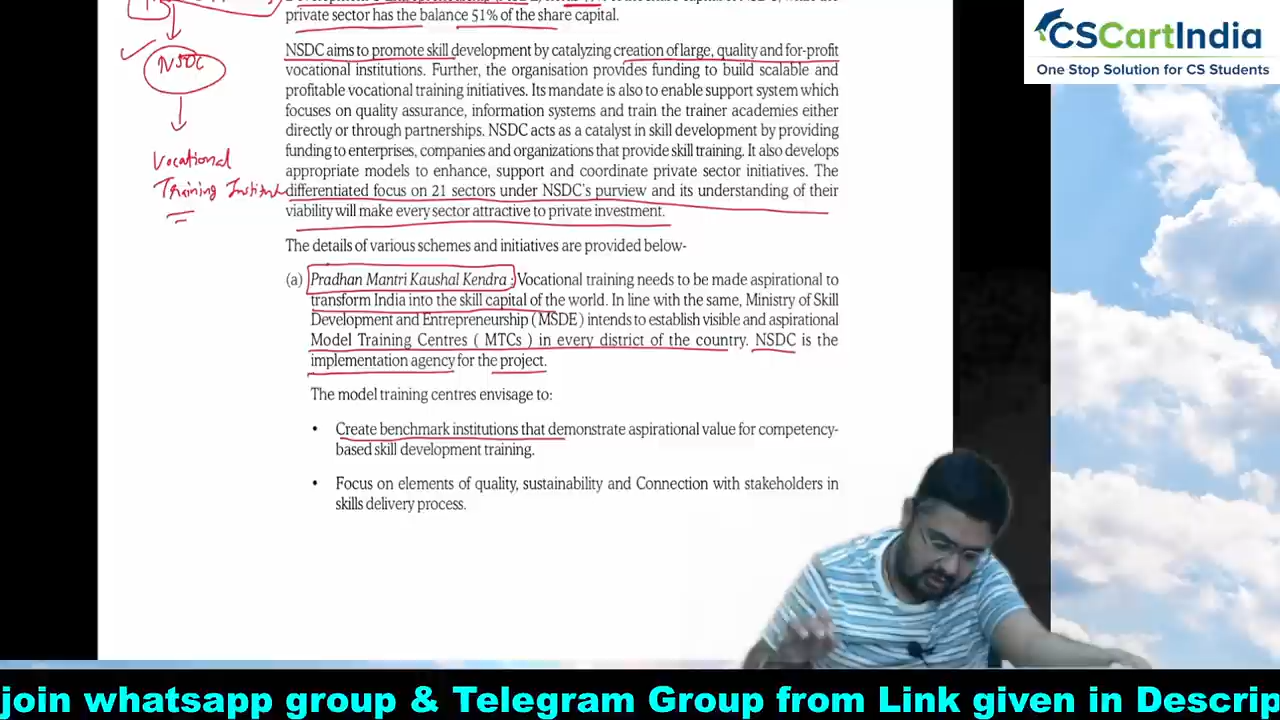 private sector has the balance 51% of the share capital.
NSDC
Vocational
Training Institut
NSDC aims to promote skill development by catalyzing creation of large, quality and for-profit
vocational institutions. Further, the organisation provides funding to build scalable and
profitable vocational training initiatives. Its mandate is also to enable support system which
focuses on quality assurance, information systems and train the trainer academies either
directly or through partnerships. NSDC acts as a catalyst in skill development by providing
funding to enterprises, companies and organizations that provide skill training. It also develops
appropriate models to enhance, support and coordinate private sector initiatives. The
differentiated focus on 21 sectors under NSDC's purview and its understanding of their
viability will make every sector attractive to private investment.
The details of various schemes and initiatives are provided below-
(a) Pradhan Mantri Kaushal Kendra : Vocational training needs to be made aspirational to
transform India into the skill capital of the world. In line with the same, Ministry of Skill
Development and Entrepreneurship (MSDE) intends to establish visible and aspirational
Model Training Centres ( MTCs ) in every district of the country. NSDC is the
implementation agency for the project.
The model training centres envisage to:
• Create benchmark institutions that demonstrate aspirational value for competency-
based skill development training.
• Focus on elements of quality, sustainability and Connection with stakeholders in
skills delivery process.
CSCartIndia
One Stop Solution for CS Students
join whatsapp group & Telegram Group from Link given in Descrip